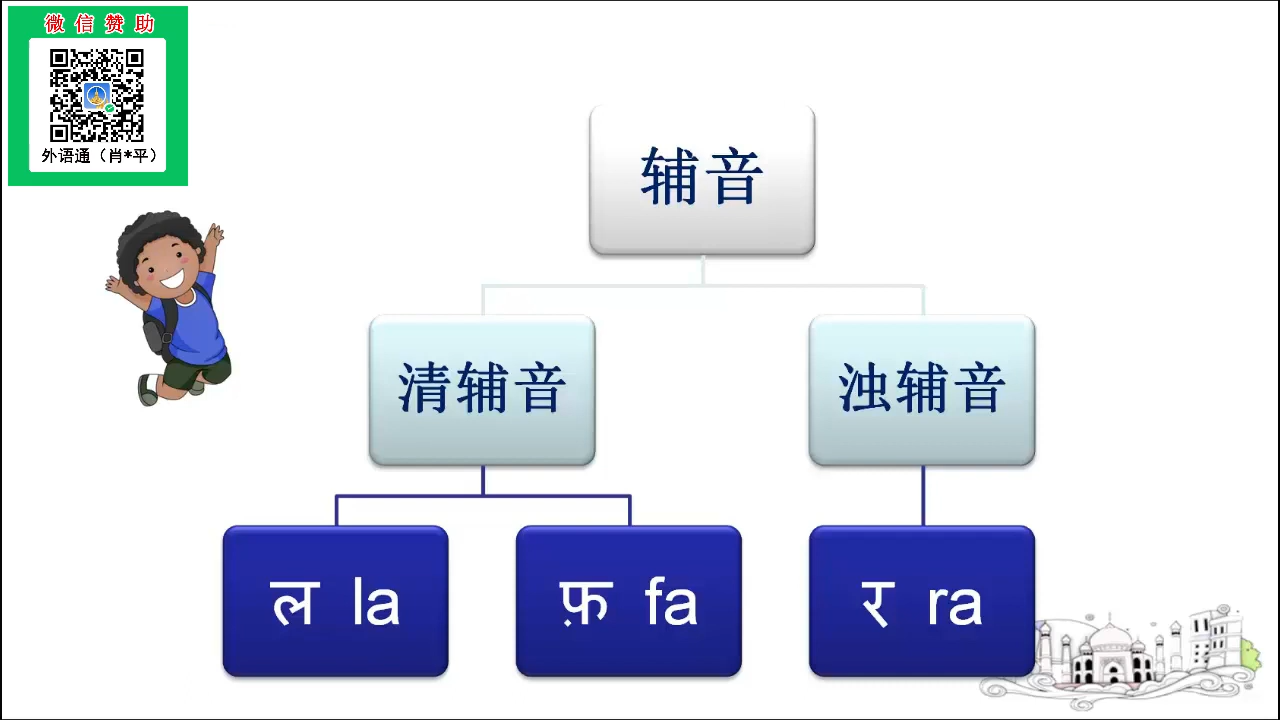 微信赞助
外语通（肖*平）
辅音
清辅音
浊辅音
ल la
फ़ fa
र ra